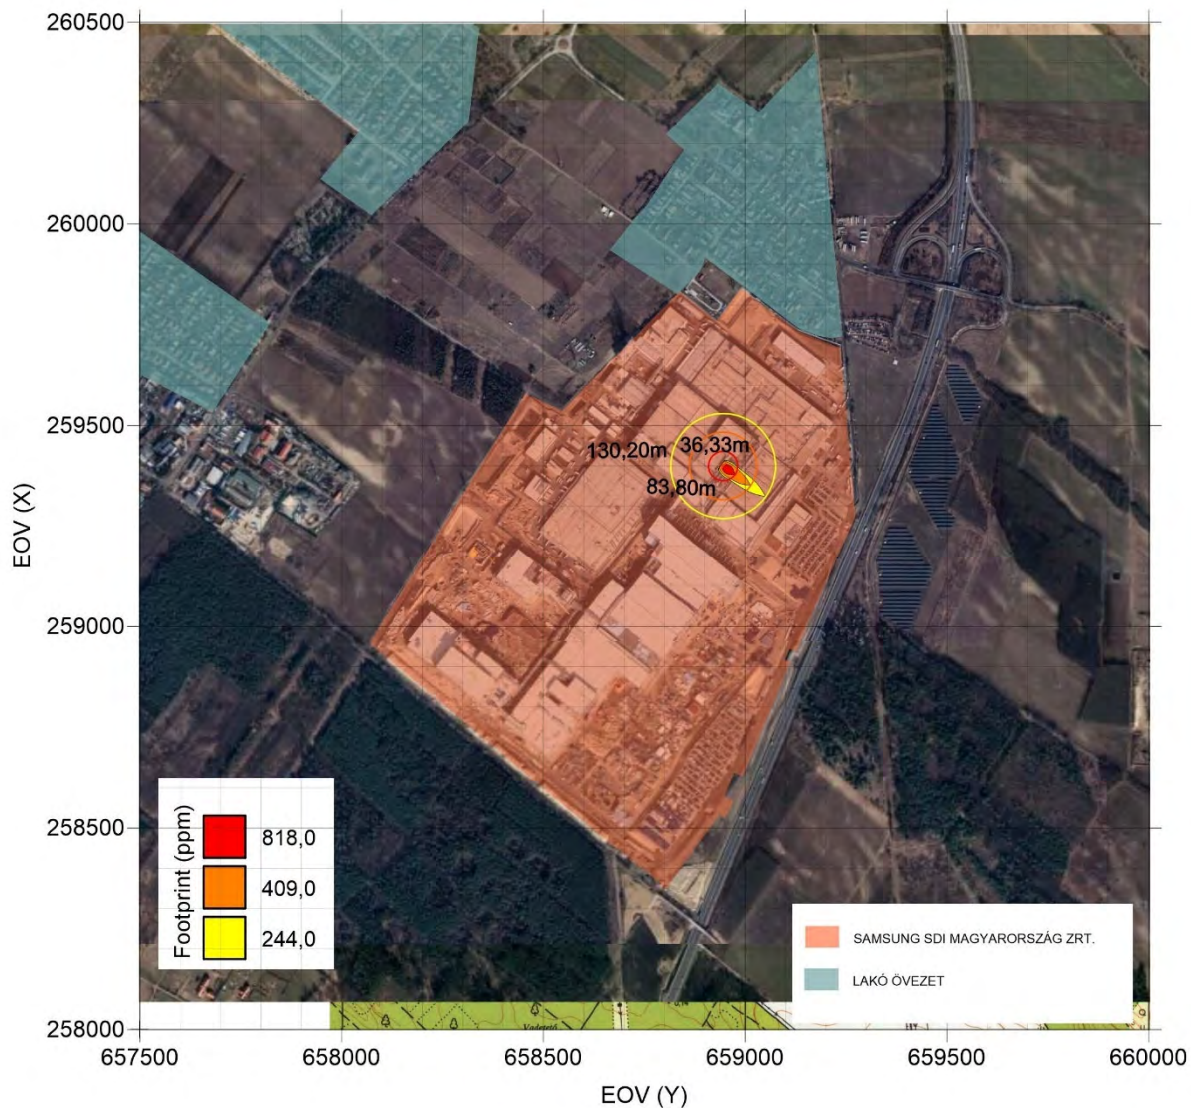 260500
260000
259500
259000
258500
258000
EOV (X)
130,20m
36,33m
83,80m
Footprint (ppm)
818,0
409,0
244,0
SAMSUNG SDI MAGYARORSZÁG ZRT.
LAKÓ ÖVEZET
Vadetető
657500
658000
658500
659000
659500
660000
EOV (Y)